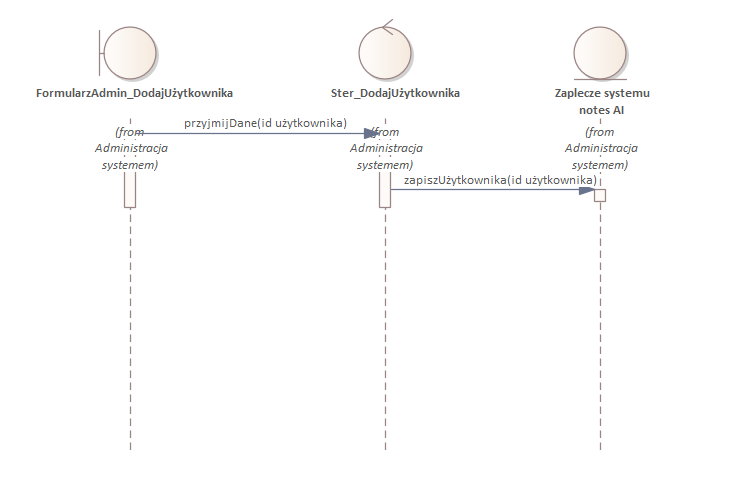 FormularzAdmin_DodajUżytkownika
Ster_DodajUżytkownika
Zaplecze systemu
notes AI
przyjmijDane(id użytkownika)
(from
Administracja
systemem)
(from
Administracja
systemem)
(from
Administracja
systemem)
zapiszUżytkownika(id użytkownika)